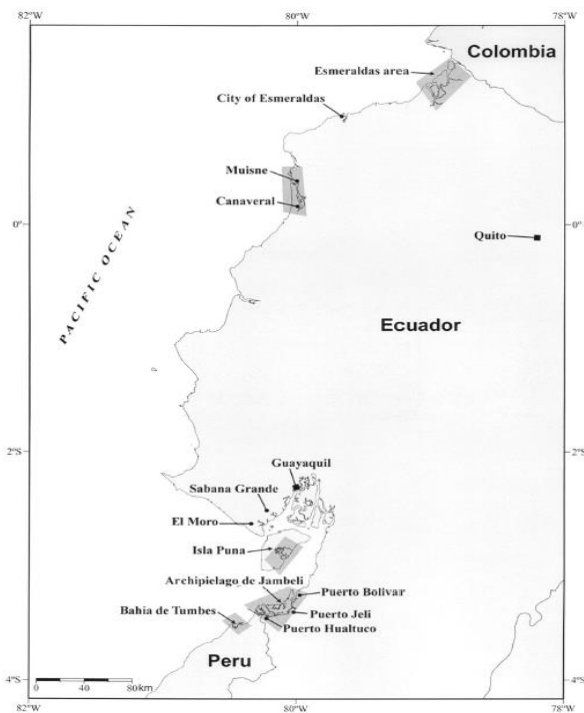 82°W
80°W
78°W
Colombia
Esmeraldas area
City of Esmeraldas
Muisne
Canaveral
0°
0°
Quito
PACIFIC OCEAN
Ecuador
2°S
2°S
Guayaquil
Sabana Grande
El Moro
Isla Puna
Archipielago de Jambeli
Puerto Bolivar
Bahia de Tumbes
Puerto Jeli
Puerto Hualtuco
Peru
4°S
4°S
0 20 40 80km
82°W
80°W
78°W